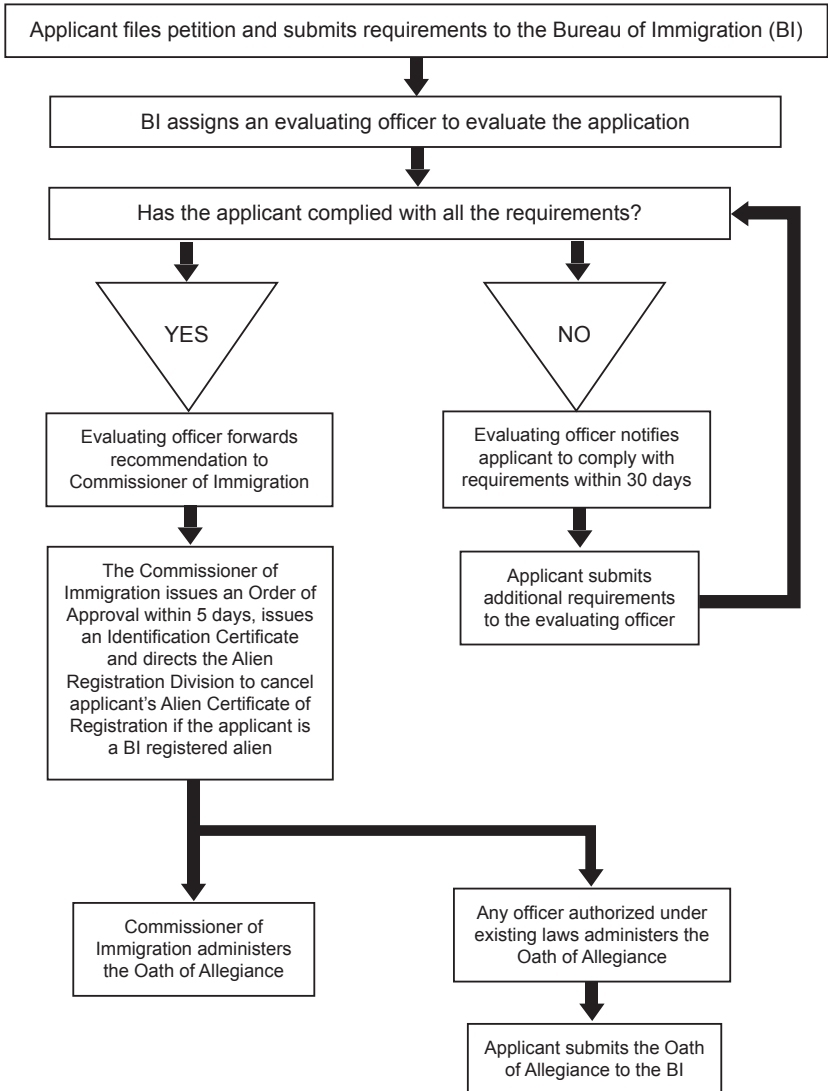 Applicant files petition and submits requirements to the Bureau of Immigration (BI)
BI assigns an evaluating officer to evaluate the application
Has the applicant complied with all the requirements?
YES
Evaluating officer forwards
recommendation to
Commissioner of Immigration
The Commissioner of
Immigration issues an Order of
Approval within 5 days, issues
an Identification Certificate
and directs the Alien
Registration Division to cancel
applicant’s Alien Certificate of
Registration if the applicant is
a BI registered alien
NO
Evaluating officer notifies
applicant to comply with
requirements within 30 days
Applicant submits
additional requirements
to the evaluating officer
Commissioner of
Immigration administers
the Oath of Allegiance
Any officer authorized under
existing laws administers the
Oath of Allegiance
Applicant submits the Oath
of Allegiance to the BI